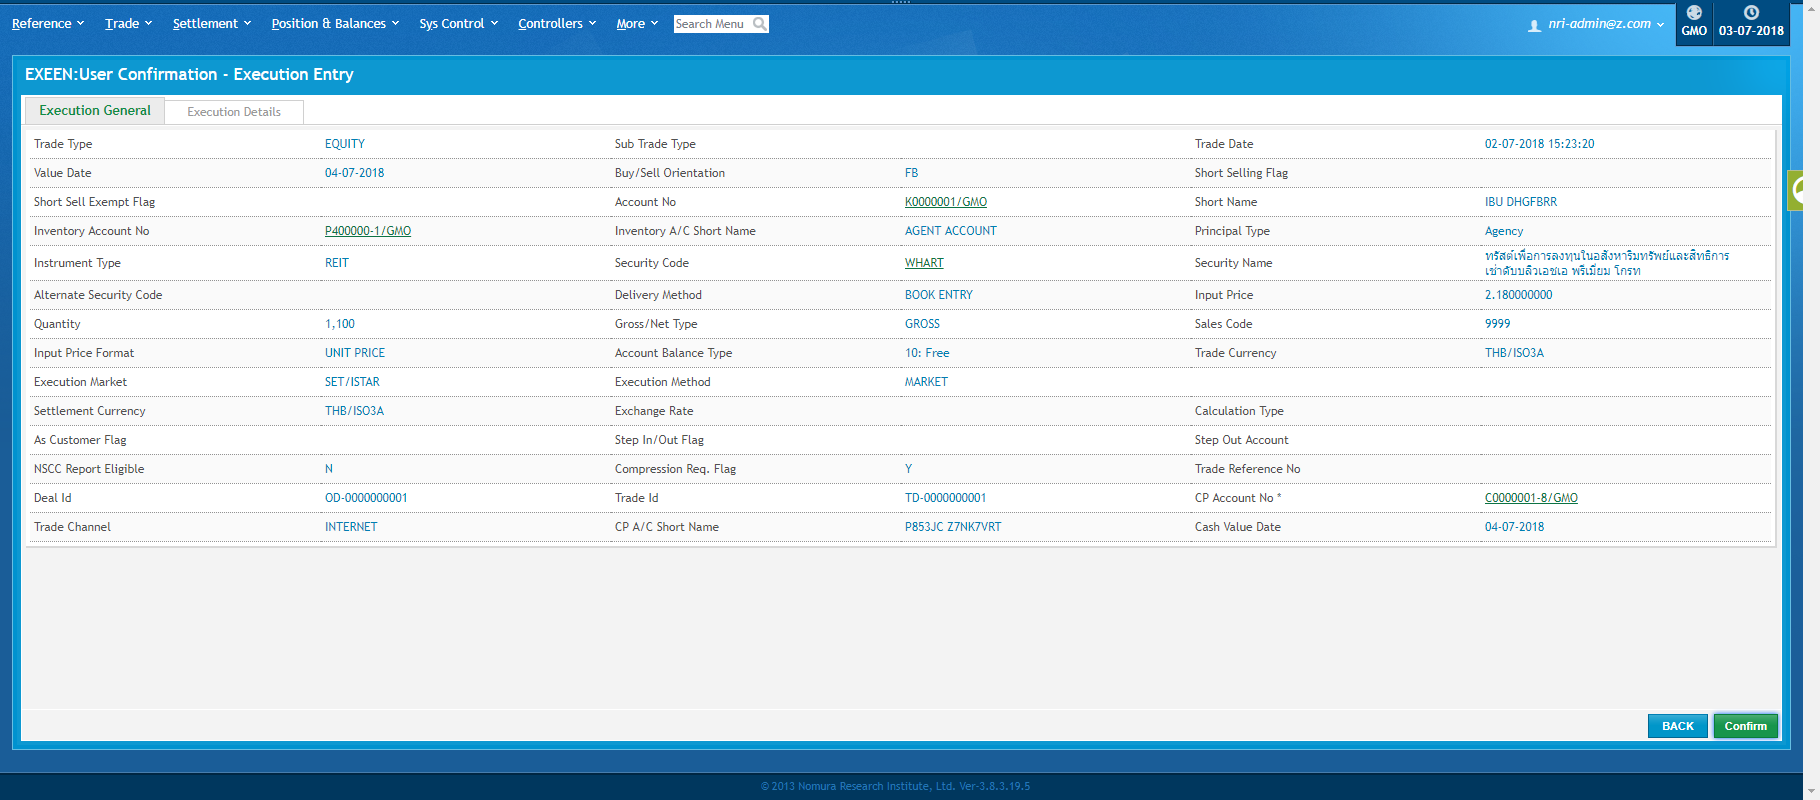 Reference Trade Settlement Position & Balances Sys Control Controllers More Search Menu nri-admin@z.com GMO 03-07-2018
EXEEN:User Confirmation - Execution Entry
Execution General Execution Details
Trade Type EQUITY Sub Trade Type Trade Date 02-07-2018 15:23:20
Value Date 04-07-2018 Buy/Sell Orientation FB Short Selling Flag
Short Sell Exempt Flag Account No K0000001/GMO Short Name IBU DHGFBRR
Inventory Account No P400000-1/GMO Inventory A/C Short Name AGENT ACCOUNT Principal Type Agency
Instrument Type REIT Security Code WHART Security Name ทรัสต์เพื่อการลงทุนในอสังหาริมทรัพย์และสิทธิการ
เช่าดับบลิวเอชเอ พรีเมี่ยม โกรท
Alternate Security Code Delivery Method BOOK ENTRY Input Price 2.180000000
Quantity 1,100 Gross/Net Type GROSS Sales Code 9999
Input Price Format UNIT PRICE Account Balance Type 10: Free Trade Currency THB/ISO3A
Execution Market SET/ISTAR Execution Method MARKET
Settlement Currency THB/ISO3A Exchange Rate Calculation Type
As Customer Flag Step In/Out Flag Step Out Account
NSCC Report Eligible N Compression Req. Flag Y Trade Reference No
Deal Id OD-0000000001 Trade Id TD-0000000001 CP Account No * C0000001-8/GMO
Trade Channel INTERNET CP A/C Short Name P853JC Z7NK7VRT Cash Value Date 04-07-2018
BACK Confirm
© 2013 Nomura Research Institute, Ltd. Ver-3.8.3.19.5